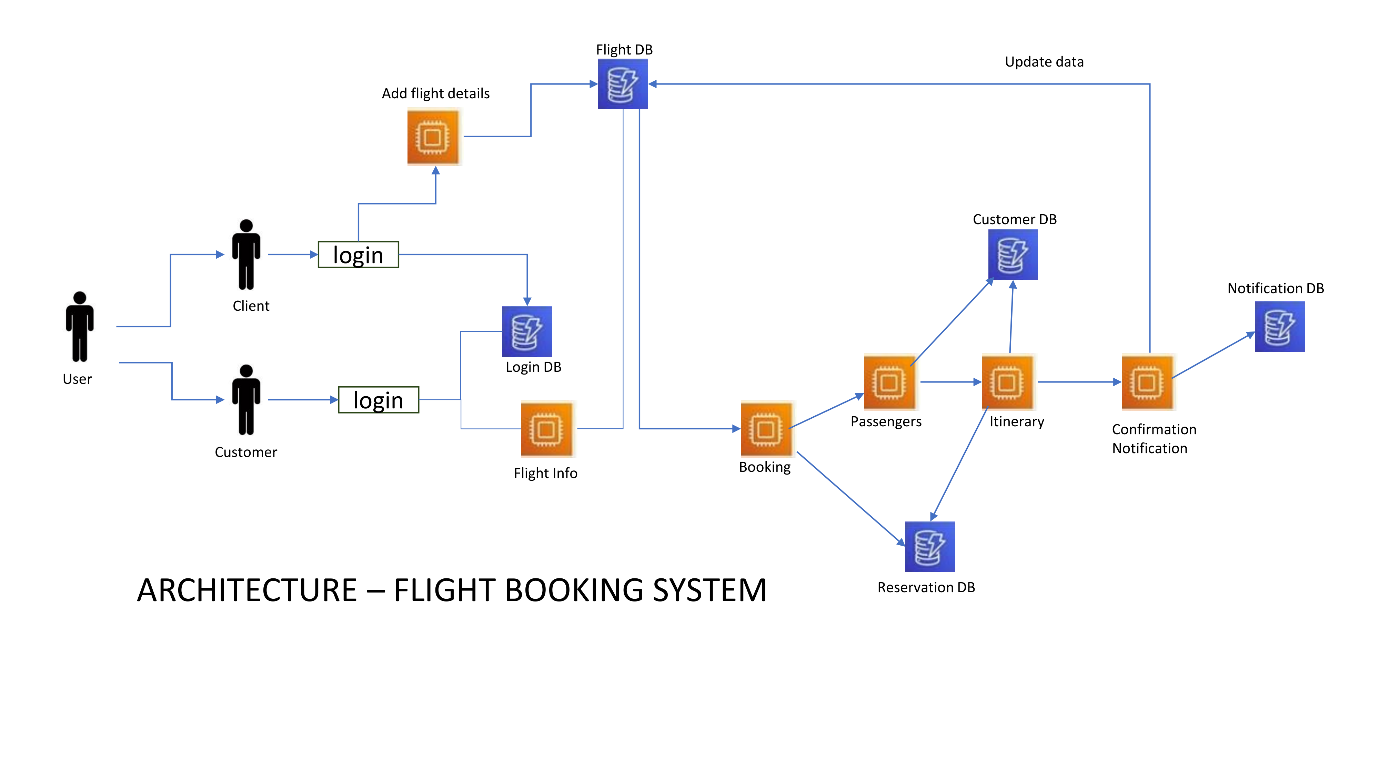 Flight DB
Update data
Add flight details
Customer DB
login
Notification DB
Client
Login DB
User
login
Passengers
Itinerary
Confirmation
Notification
Customer
Flight Info
Booking
ARCHITECTURE – FLIGHT BOOKING SYSTEM
Reservation DB